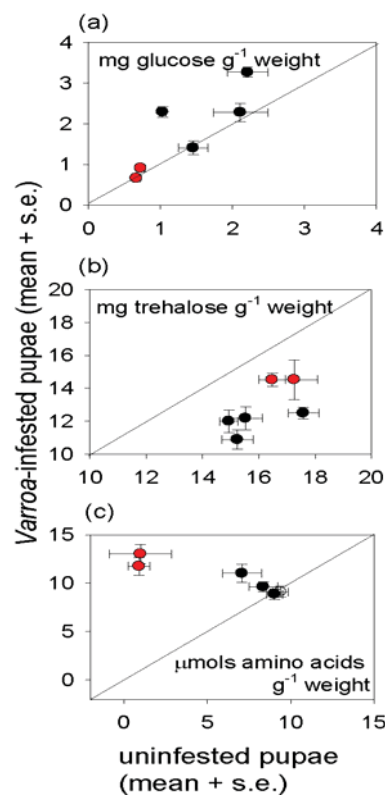 (a)
mg glucose g-1 weight
4
3
2
1
0
0 1 2 3 4
(b)
mg trehalose g-1 weight
20
18
16
14
12
10
10 12 14 16 18 20
(c)
15
10
5
0
μmols amino acids
g-1 weight
0 5 10 15
Varroa-infested pupae (mean + s.e.)
uninfested pupae
(mean + s.e.)